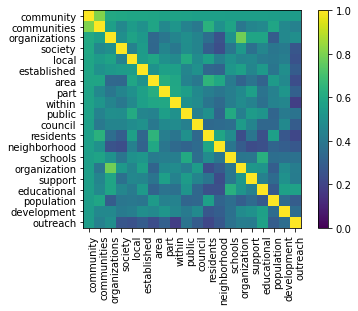 community
communities
organizations
society
local
established
area
part
within
public
council
residents
neighborhood
schools
organization
support
educational
population
development
outreach
community
communities
organizations
society
local
established
area
part
within
public
council
residents
neighborhood
schools
organization
support
educational
population
development
outreach
1.0
0.8
0.6
0.4
0.2
0.0